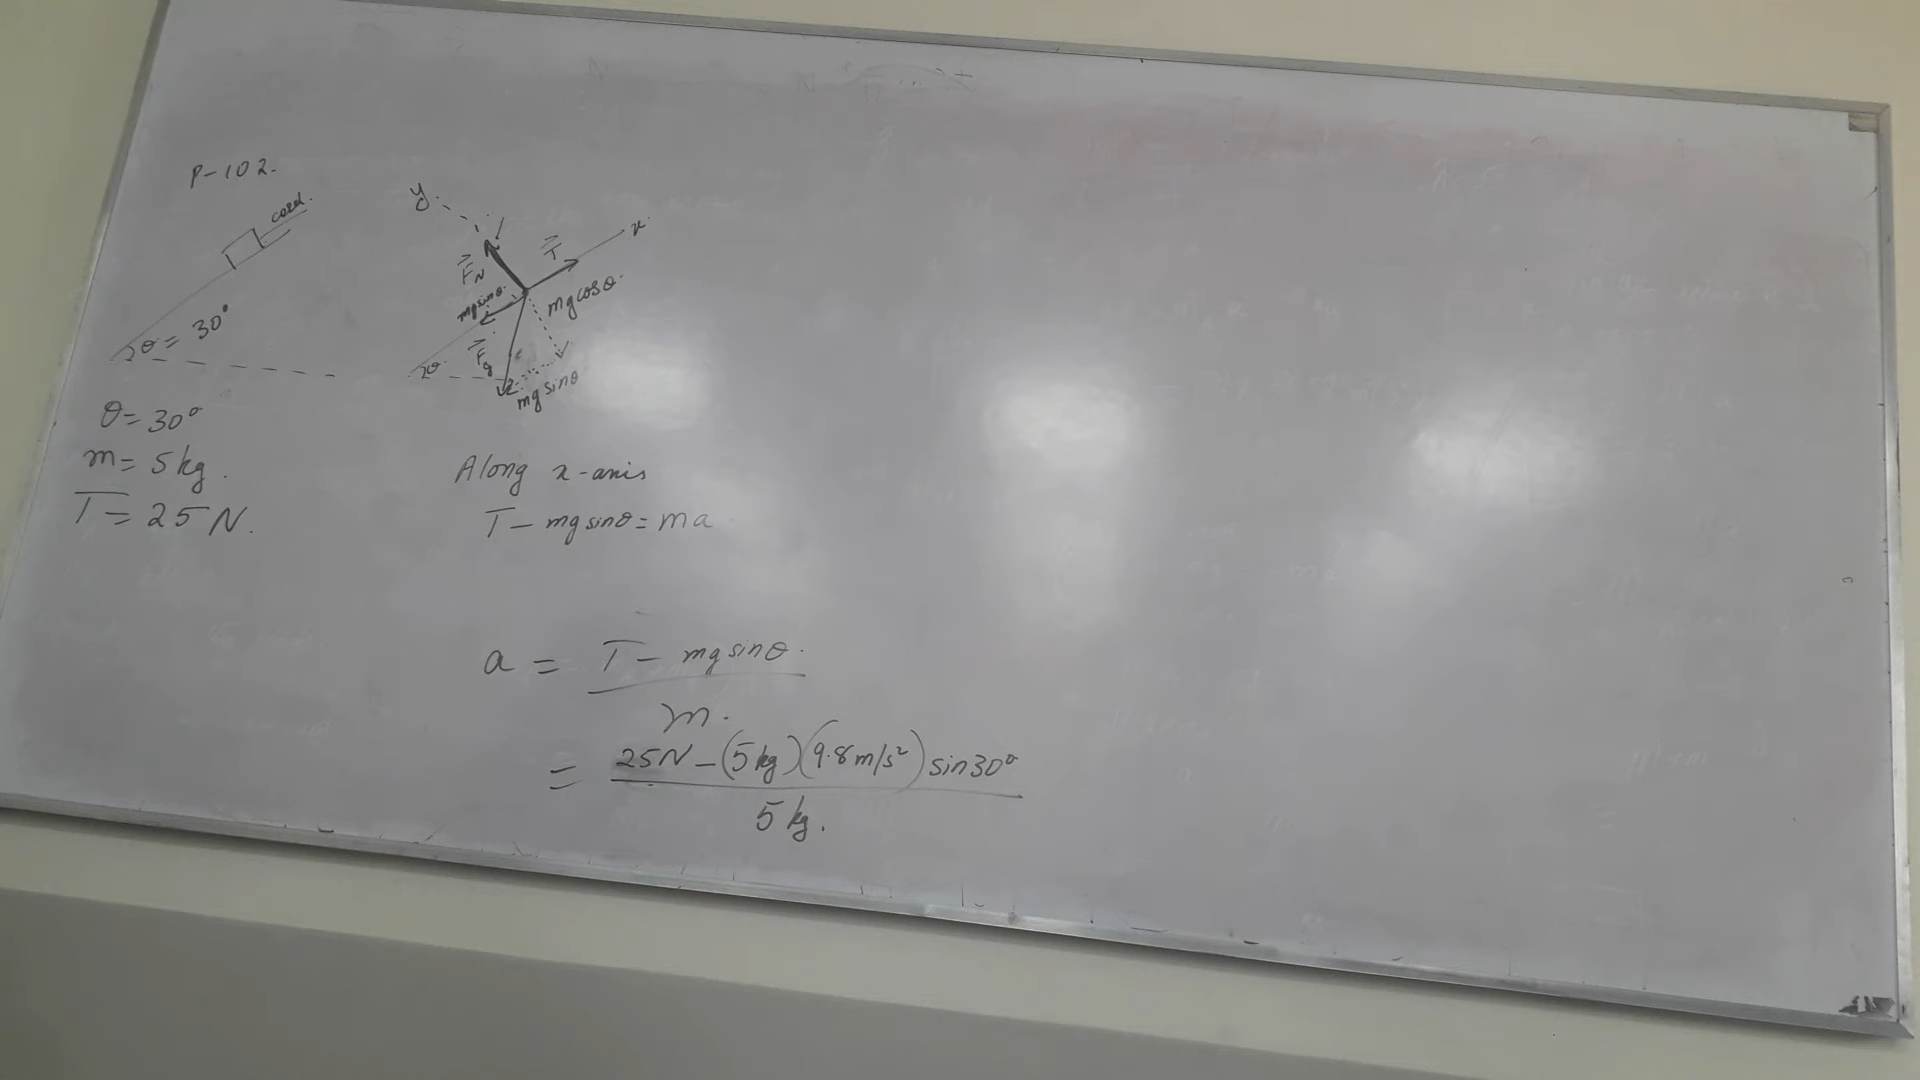 P-102.
cord.
θ = 30°
y
x
F_N
T
mg sinθ.
mg cosθ.
F_g
θ.
mg sinθ
θ = 30°
m = 5 kg.
T = 25 N.
Along x-axis
T – mg sinθ = ma
a = T – mg sinθ.
m.
= 25N – (5 kg)(9.8 m/s²) sin30°
5 kg.